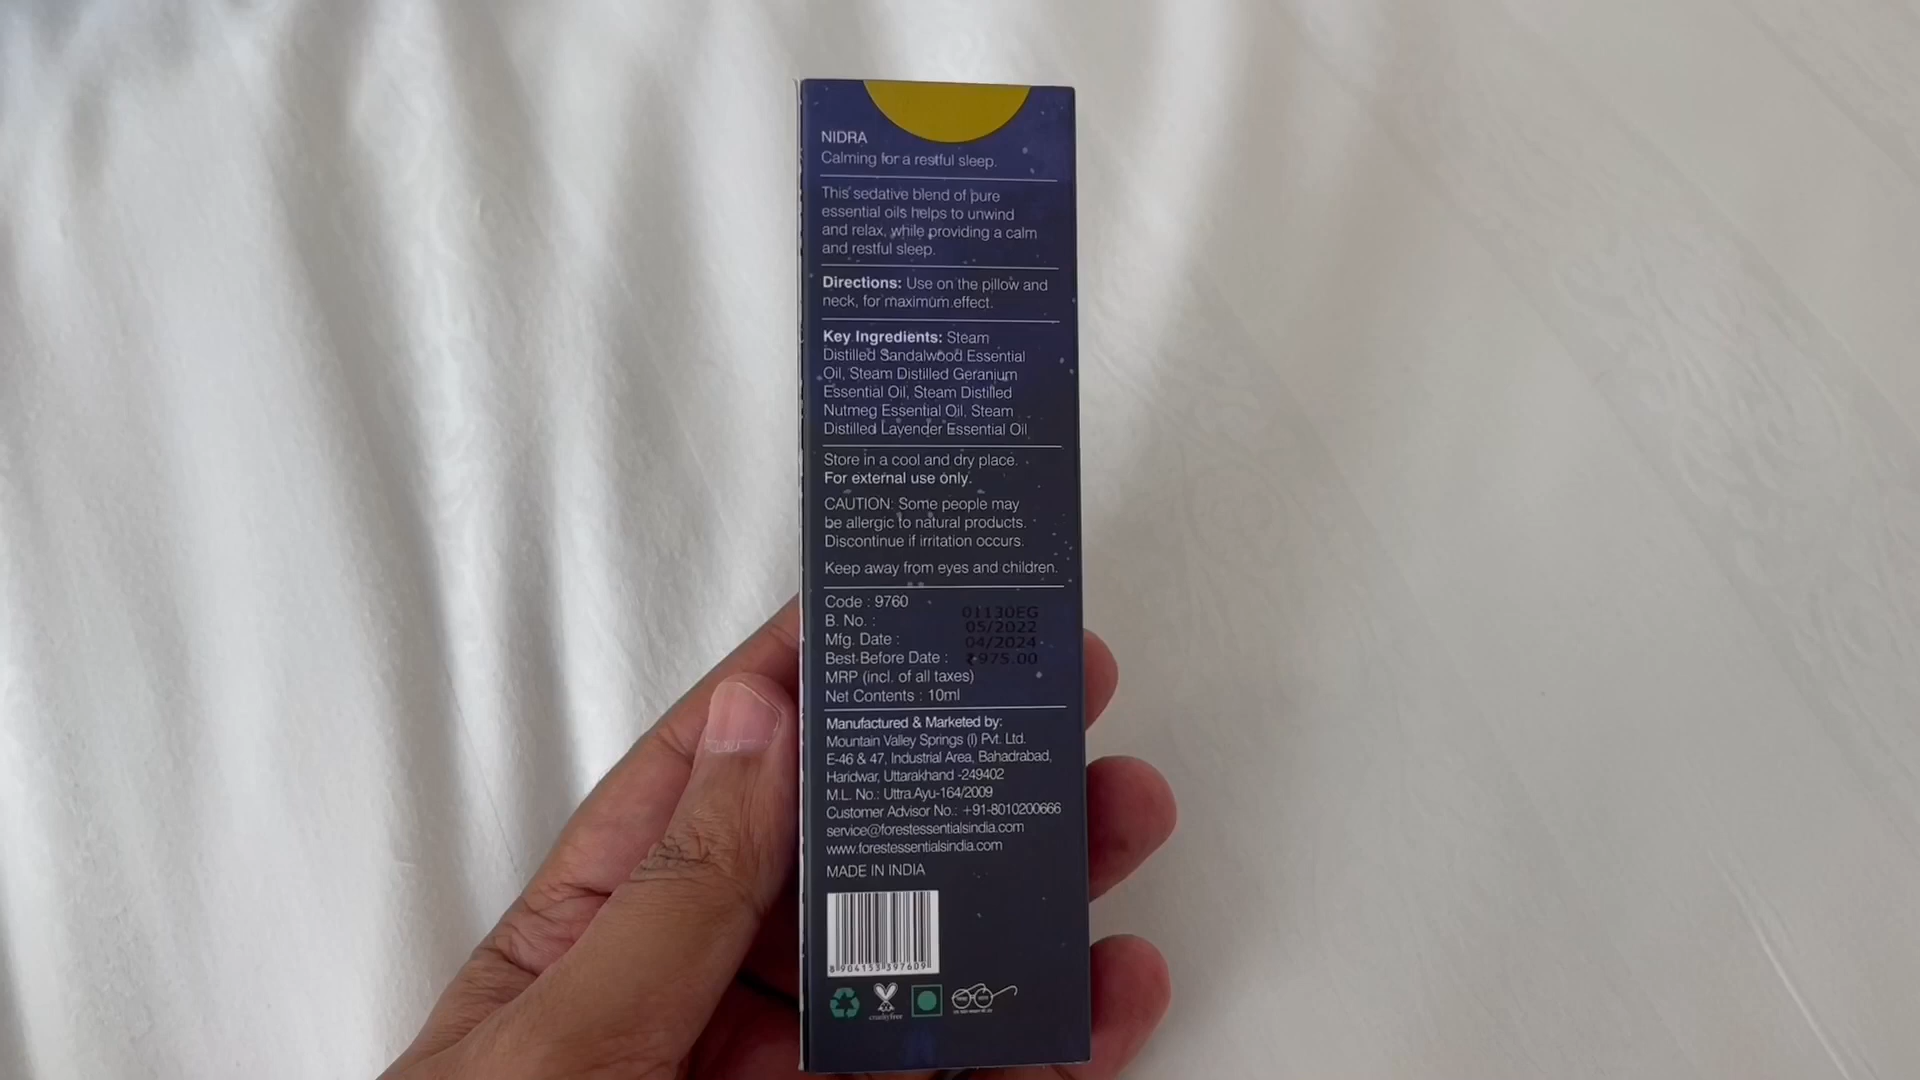 NIDRA
Calming for a restful sleep.
This sedative blend of pure
essential oils helps to unwind
and relax, while providing a calm
and restful sleep.
Directions: Use on the pillow and
neck, for maximum effect.
Key Ingredients: Steam
Distilled Sandalwood Essential
Oil, Steam Distilled Geranium
Essential Oil, Steam Distilled
Nutmeg Essential Oil, Steam
Distilled Lavender Essential Oil
Store in a cool and dry place.
For external use only.
CAUTION: Some people may
be allergic to natural products.
Discontinue if irritation occurs.
Keep away from eyes and children.
Code : 9760
B. No. : 01130EG
Mfg. Date : 05/2022
Best Before Date : 04/2024
MRP (incl. of all taxes) ₹975.00
Net Contents : 10ml
Manufactured & Marketed by:
Mountain Valley Springs (I) Pvt. Ltd.
E-46 & 47, Industrial Area, Bahadrabad,
Haridwar, Uttarakhand -249402
M.L. No.: Uttra.Ayu-164/2009
Customer Advisor No.: +91-8010200666
service@forestessentialsindia.com
www.forestessentialsindia.com
MADE IN INDIA
8 904153 397609
crueltyfree